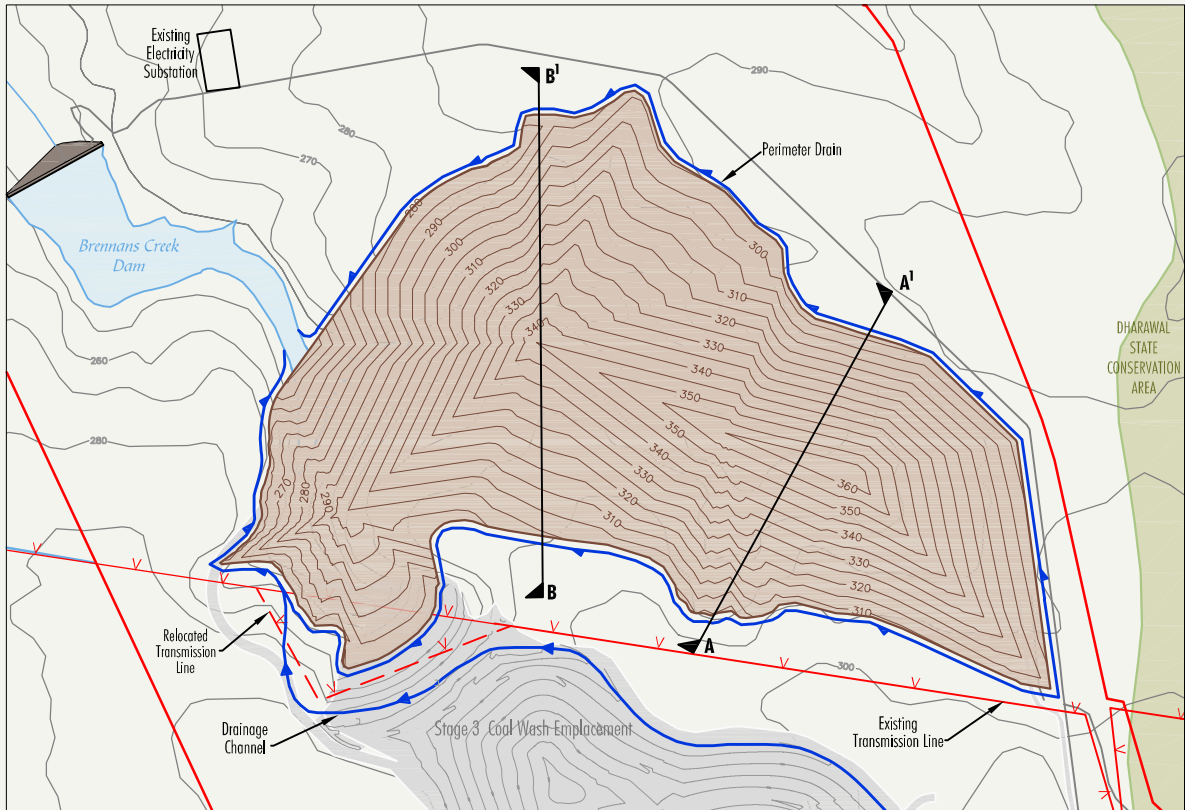 Existing
Electricity
Substation
B¹
290
280
270
Perimeter Drain
280
290
300
310
320
330
340
300
310
320
330
340
350
A¹
Brennans Creek
Dam
DHARAWAL
STATE
CONSERVATION
AREA
260
280
270
280
290
350
340
330
320
310
360
350
340
330
320
310
B
A
300
Relocated
Transmission
Line
Drainage
Channel
Stage 3 Coal Wash Emplacement
Existing
Transmission Line
V
V
V
V
V
V
V
V
V
V
V
V
V